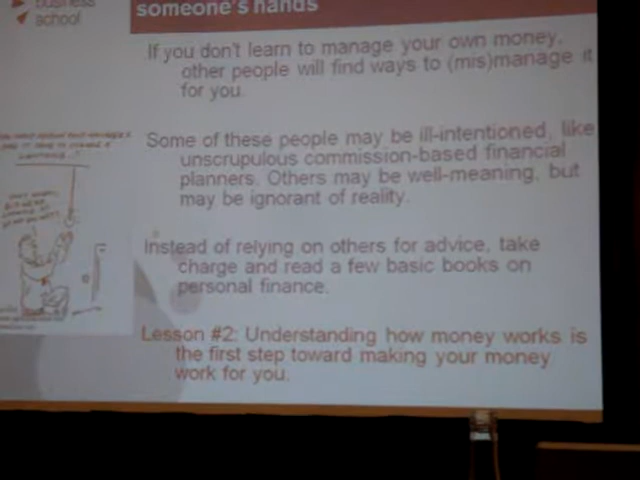 business
school
someone's hands
If you don't learn to manage your own money,
other people will find ways to (mis)manage it
for you.
Some of these people may be ill-intentioned, like
unscrupulous commission-based financial
planners. Others may be well-meaning, but
may be ignorant of reality.
Instead of relying on others for advice, take
charge and read a few basic books on
personal finance.
Lesson #2: Understanding how money works is
the first step toward making your money
work for you.